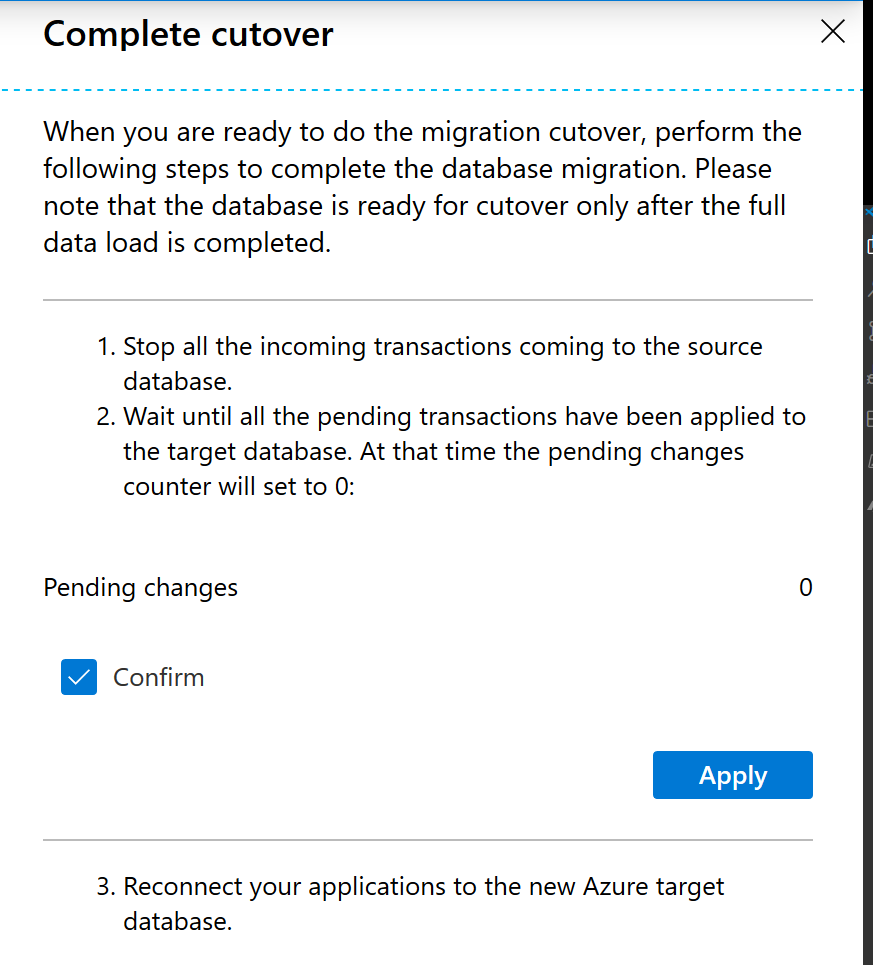 Complete cutover
When you are ready to do the migration cutover, perform the
following steps to complete the database migration. Please
note that the database is ready for cutover only after the full
data load is completed.
1. Stop all the incoming transactions coming to the source
database.
2. Wait until all the pending transactions have been applied to
the target database. At that time the pending changes
counter will set to 0:
Pending changes 0
Confirm
Apply
3. Reconnect your applications to the new Azure target
database.